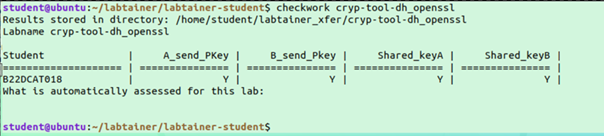 student@ubuntu:~/labtainer/labtainer-student$ checkwork cryp-tool-dh_openssl
Results stored in directory: /home/student/labtainer_xfer/cryp-tool-dh_openssl
Labname cryp-tool-dh_openssl
Student | A_send_PKey | B_send_Pkey | Shared_keyA | Shared_keyB |
===================== | =============== | =============== | =============== | =============== |
B22DCAT018 | Y | Y | Y | Y |
What is automatically assessed for this lab:
student@ubuntu:~/labtainer/labtainer-student$